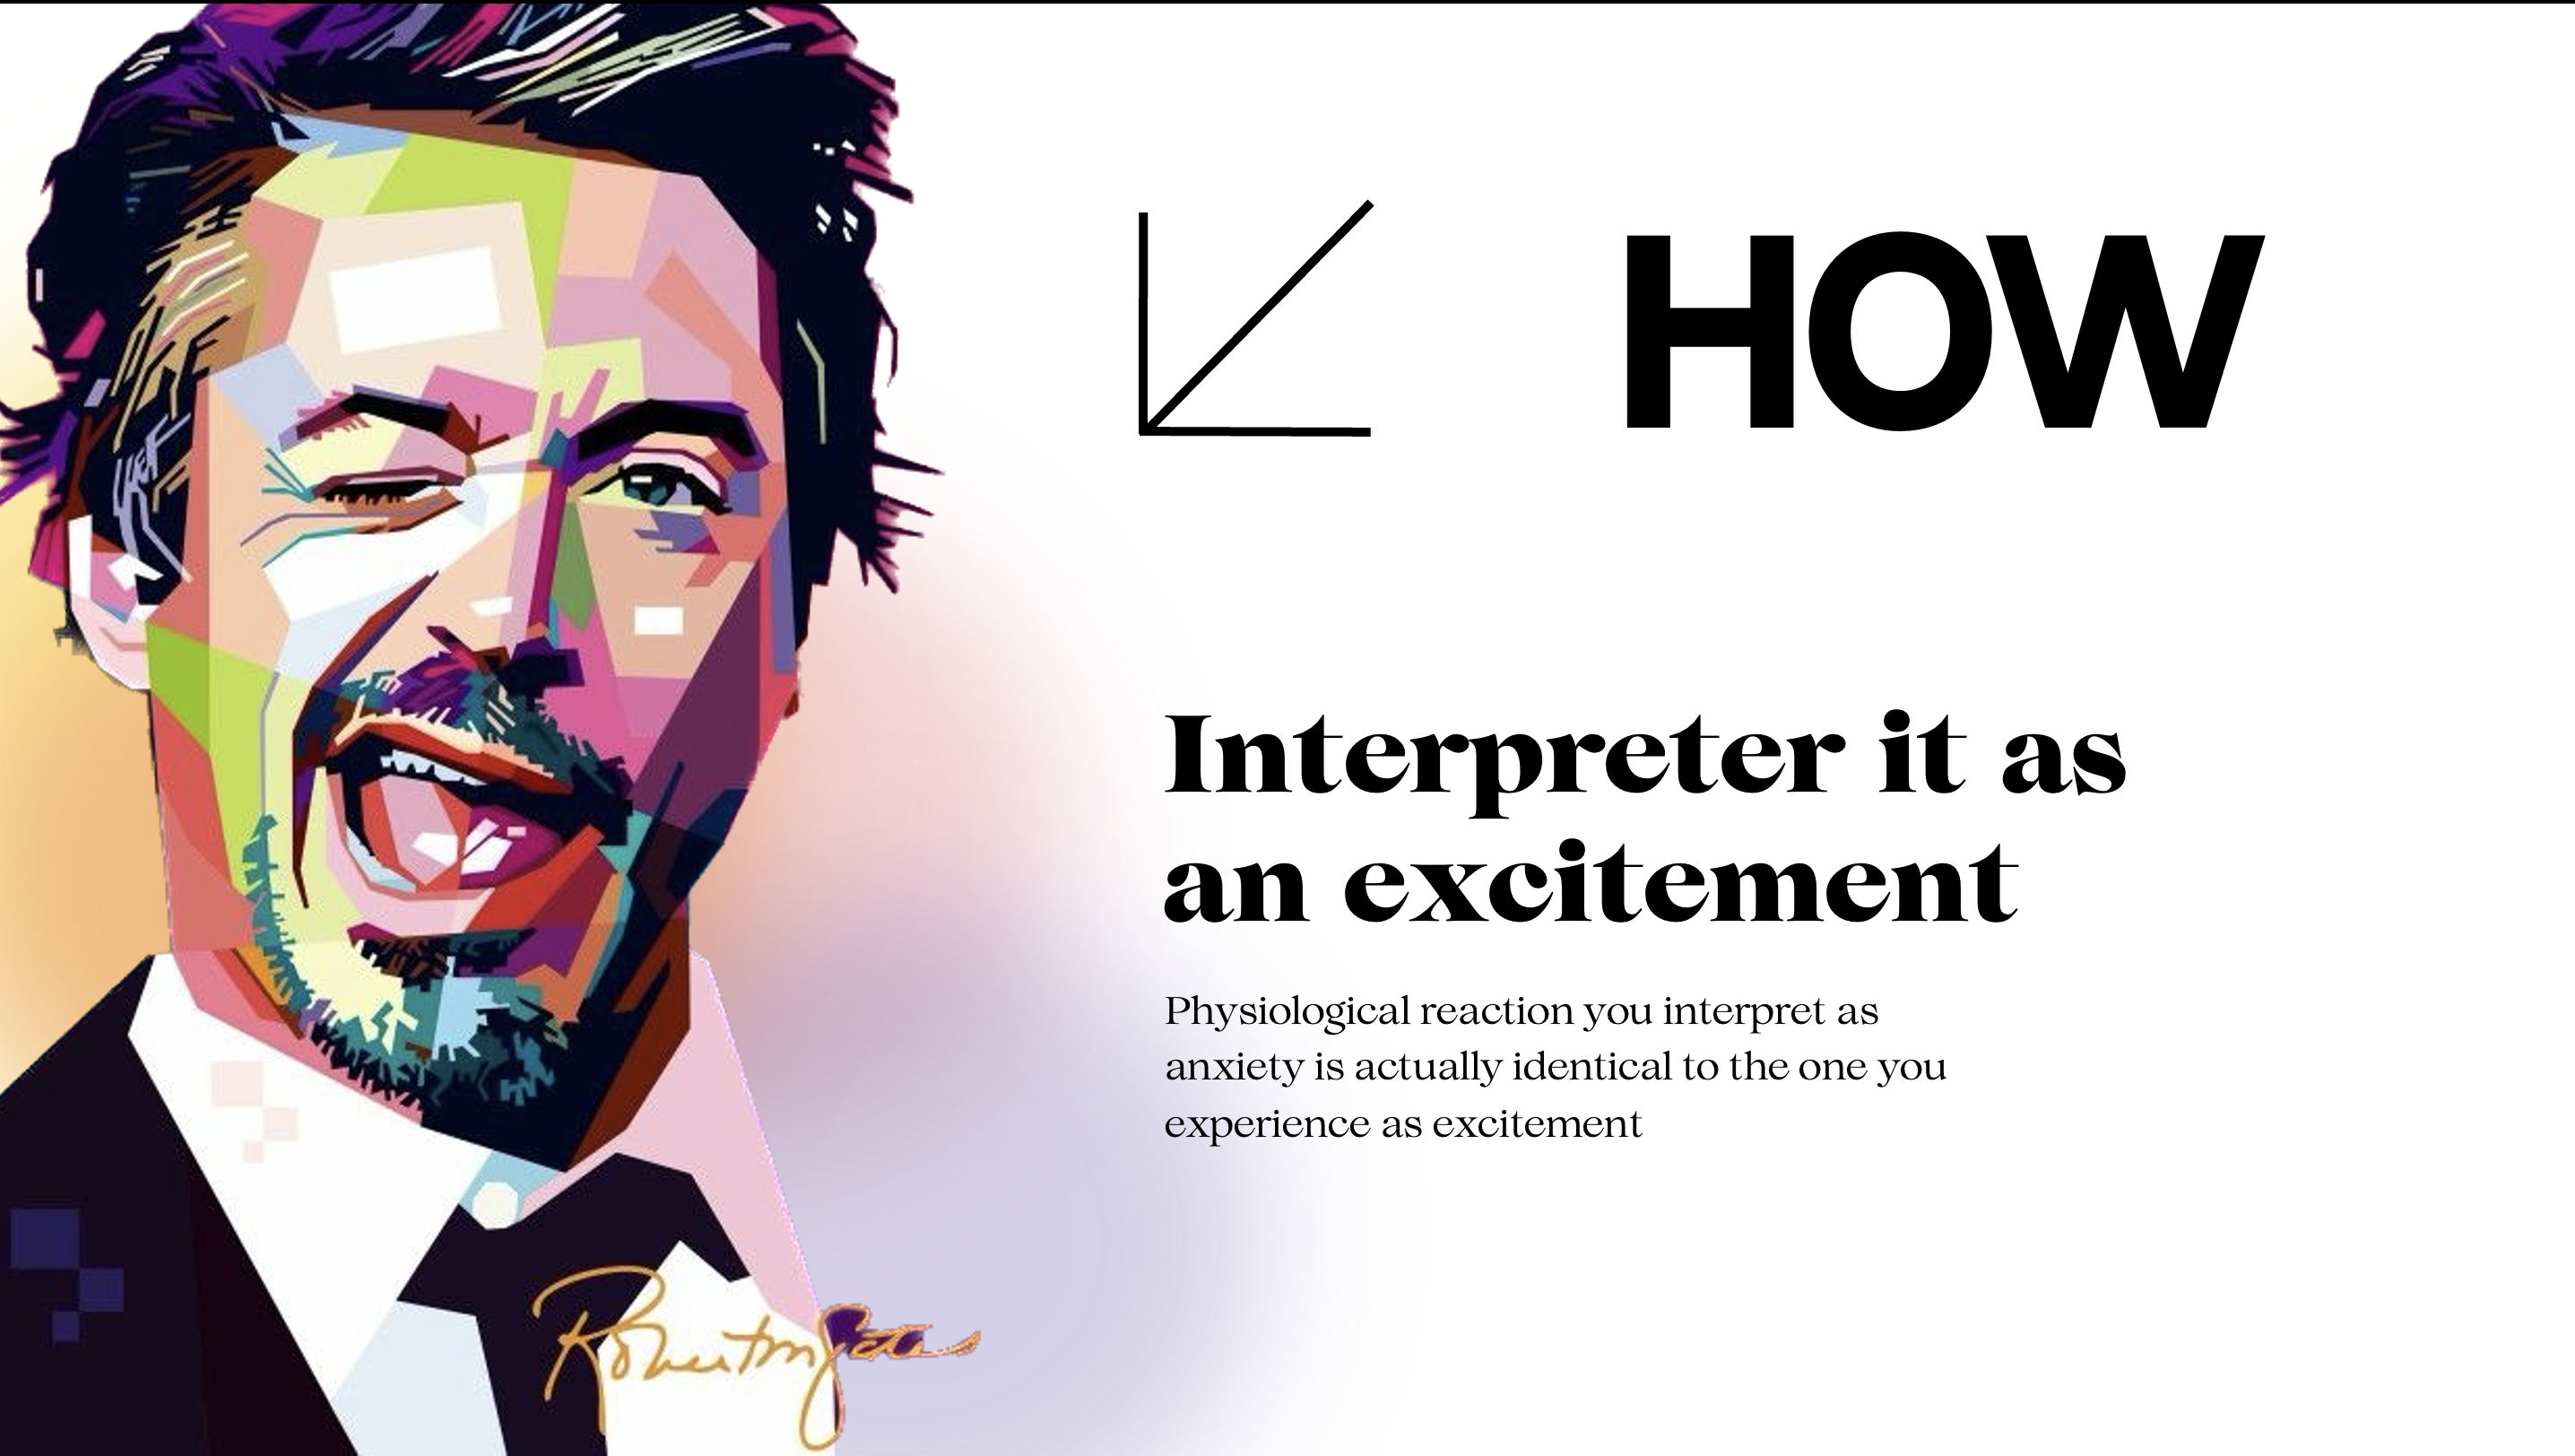 HOW
Interpreter it as
an excitement
Physiological reaction you interpret as
anxiety is actually identical to the one you
experience as excitement